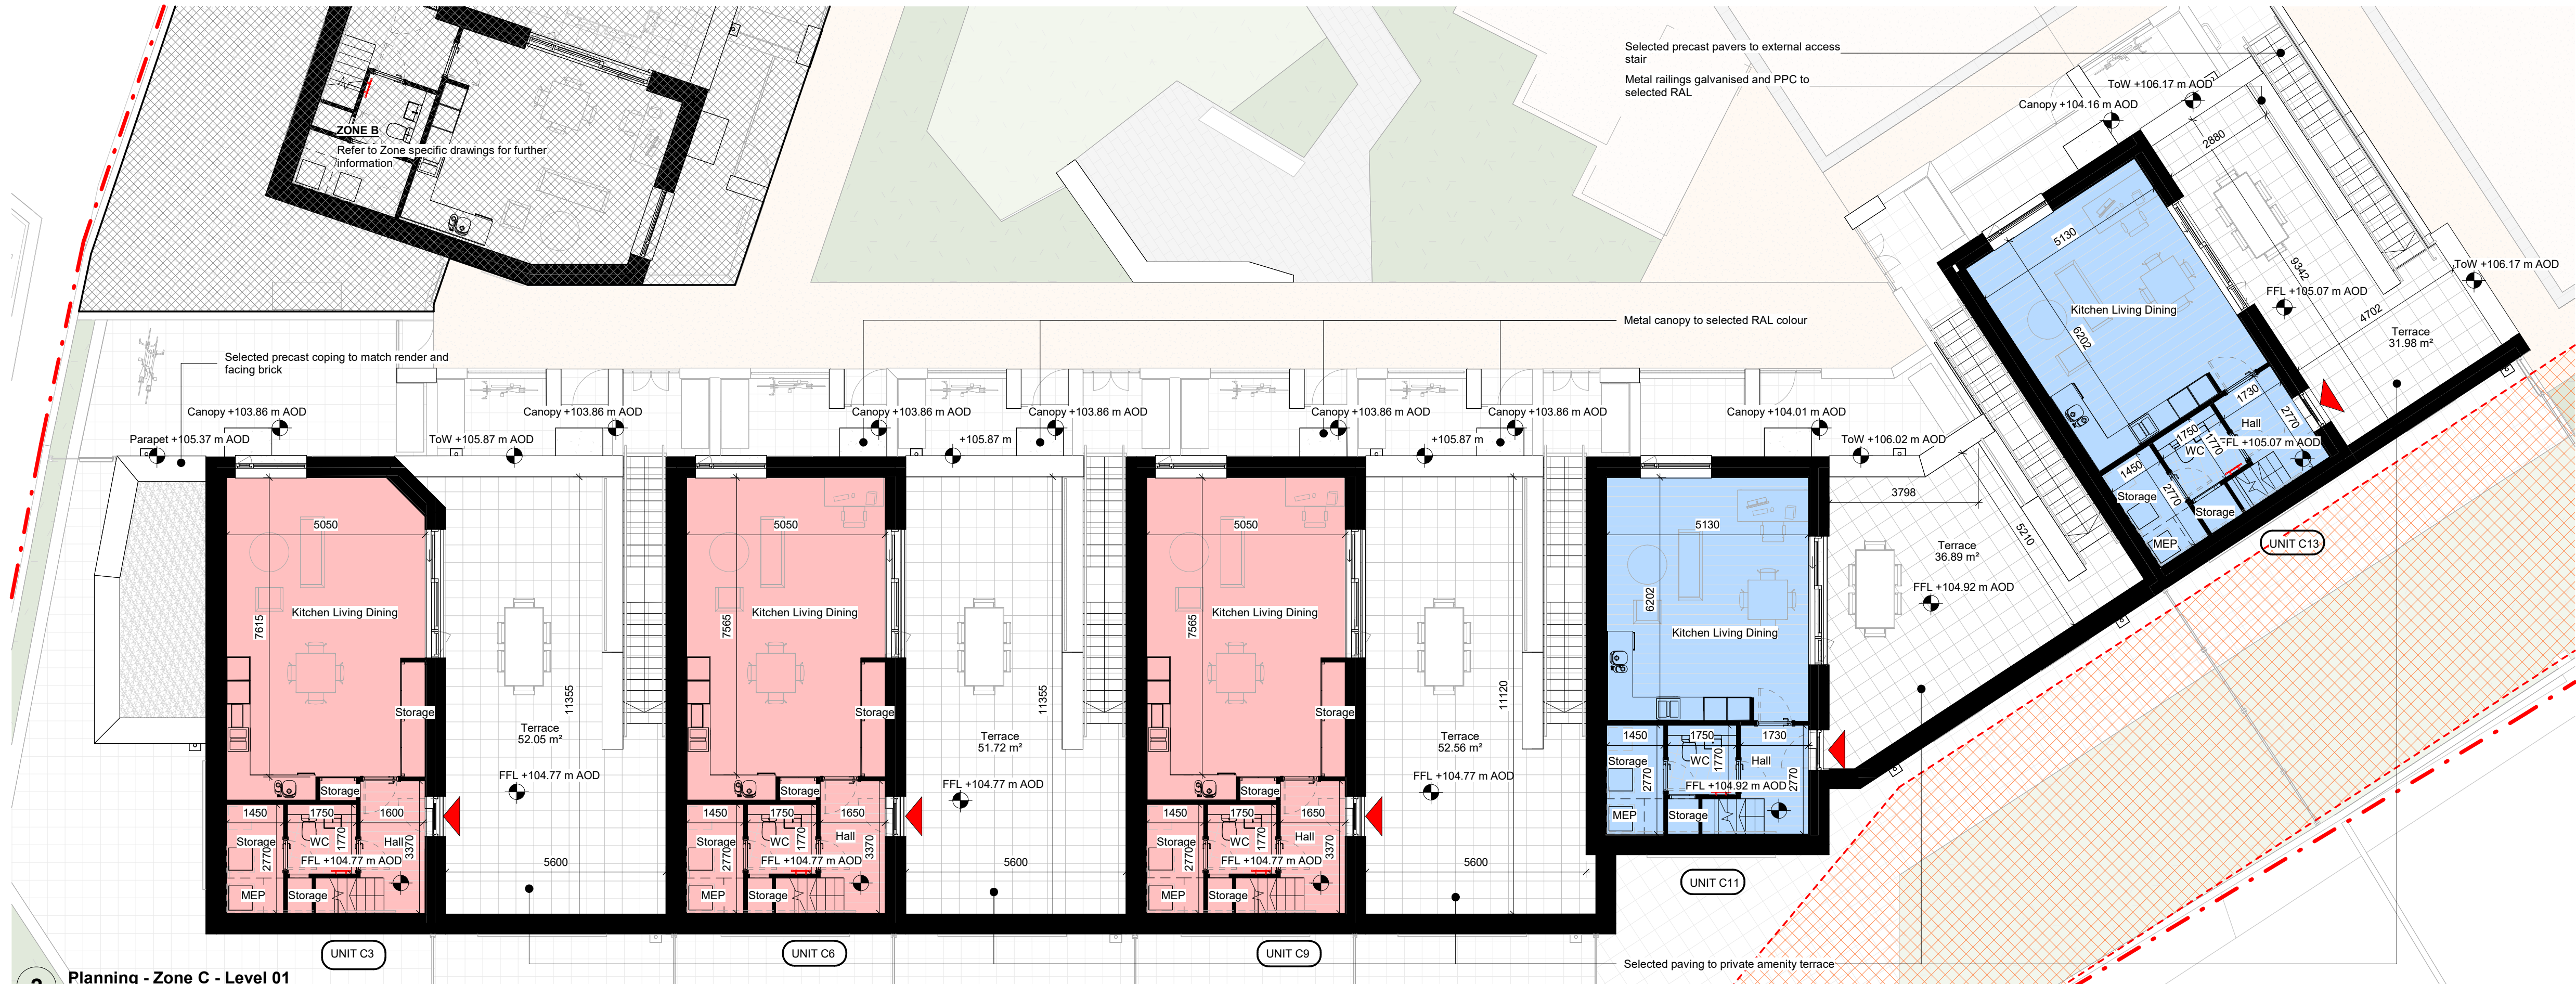 Selected precast pavers to external access
stair
Metal railings galvanised and PPC to
selected RAL
ToW +106.17 m AOD
Canopy +104.16 m AOD
2880
ZONE B
Refer to Zone specific drawings for further
information
5130
9342
ToW +106.17 m AOD
FFL +105.07 m AOD
Kitchen Living Dining
6202
4702
Terrace
31.98 m²
Metal canopy to selected RAL colour
Selected precast coping to match render and
facing brick
1730
2770
Hall
FFL +105.07 m AOD
1750
1770
WC
1450
2770
Storage
Storage
MEP
UNIT C13
Canopy +103.86 m AOD
Canopy +103.86 m AOD
Canopy +103.86 m AOD
Canopy +103.86 m AOD
Canopy +103.86 m AOD
Canopy +103.86 m AOD
Canopy +104.01 m AOD
Parapet +105.37 m AOD
ToW +105.87 m AOD
+105.87 m
+105.87 m
ToW +106.02 m AOD
5050
5050
5050
5130
3798
5210
Kitchen Living Dining
7615
Kitchen Living Dining
7565
Kitchen Living Dining
7565
6202
Kitchen Living Dining
Terrace
36.89 m²
FFL +104.92 m AOD
Storage
11355
Terrace
52.05 m²
FFL +104.77 m AOD
Storage
11355
Terrace
51.72 m²
FFL +104.77 m AOD
Storage
11120
Terrace
52.56 m²
FFL +104.77 m AOD
1450
1750
1730
Storage
WC
1770
Hall
2770
2770
FFL +104.92 m AOD
MEP
Storage
Storage
1450
1750
1600
Storage
WC
1770
Hall
3370
2770
FFL +104.77 m AOD
MEP
Storage
5600
Storage
1450
1750
1650
Storage
WC
1770
Hall
3370
2770
FFL +104.77 m AOD
MEP
Storage
5600
Storage
1450
1750
1650
Storage
WC
1770
Hall
3370
2770
FFL +104.77 m AOD
MEP
Storage
5600
UNIT C11
UNIT C3
UNIT C6
UNIT C9
Selected paving to private amenity terrace
Planning - Zone C - Level 01